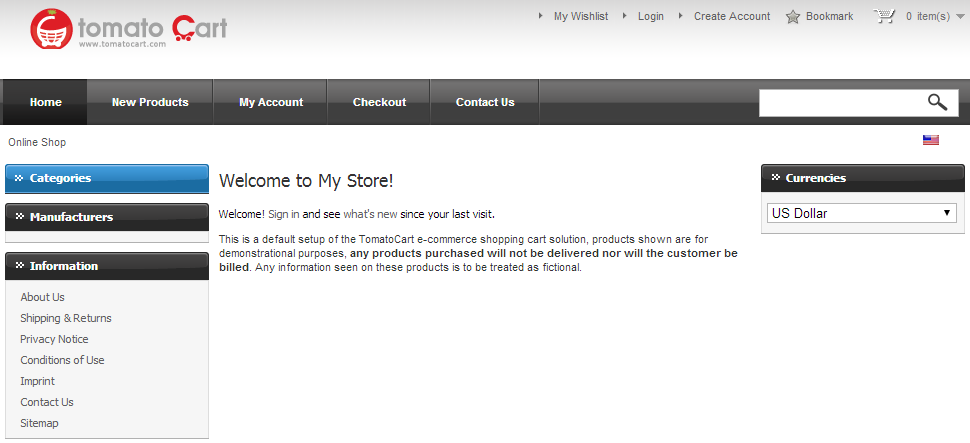 tomato Cart
www.tomatocart.com
My Wishlist Login Create Account Bookmark 0 item(s)
Home New Products My Account Checkout Contact Us
Online Shop
Categories
Manufacturers
Information
About Us
Shipping & Returns
Privacy Notice
Conditions of Use
Imprint
Contact Us
Sitemap
Welcome to My Store!
Welcome! Sign in and see what's new since your last visit.
This is a default setup of the TomatoCart e-commerce shopping cart solution, products shown are for
demonstrational purposes, any products purchased will not be delivered nor will the customer be
billed. Any information seen on these products is to be treated as fictional.
Currencies
US Dollar